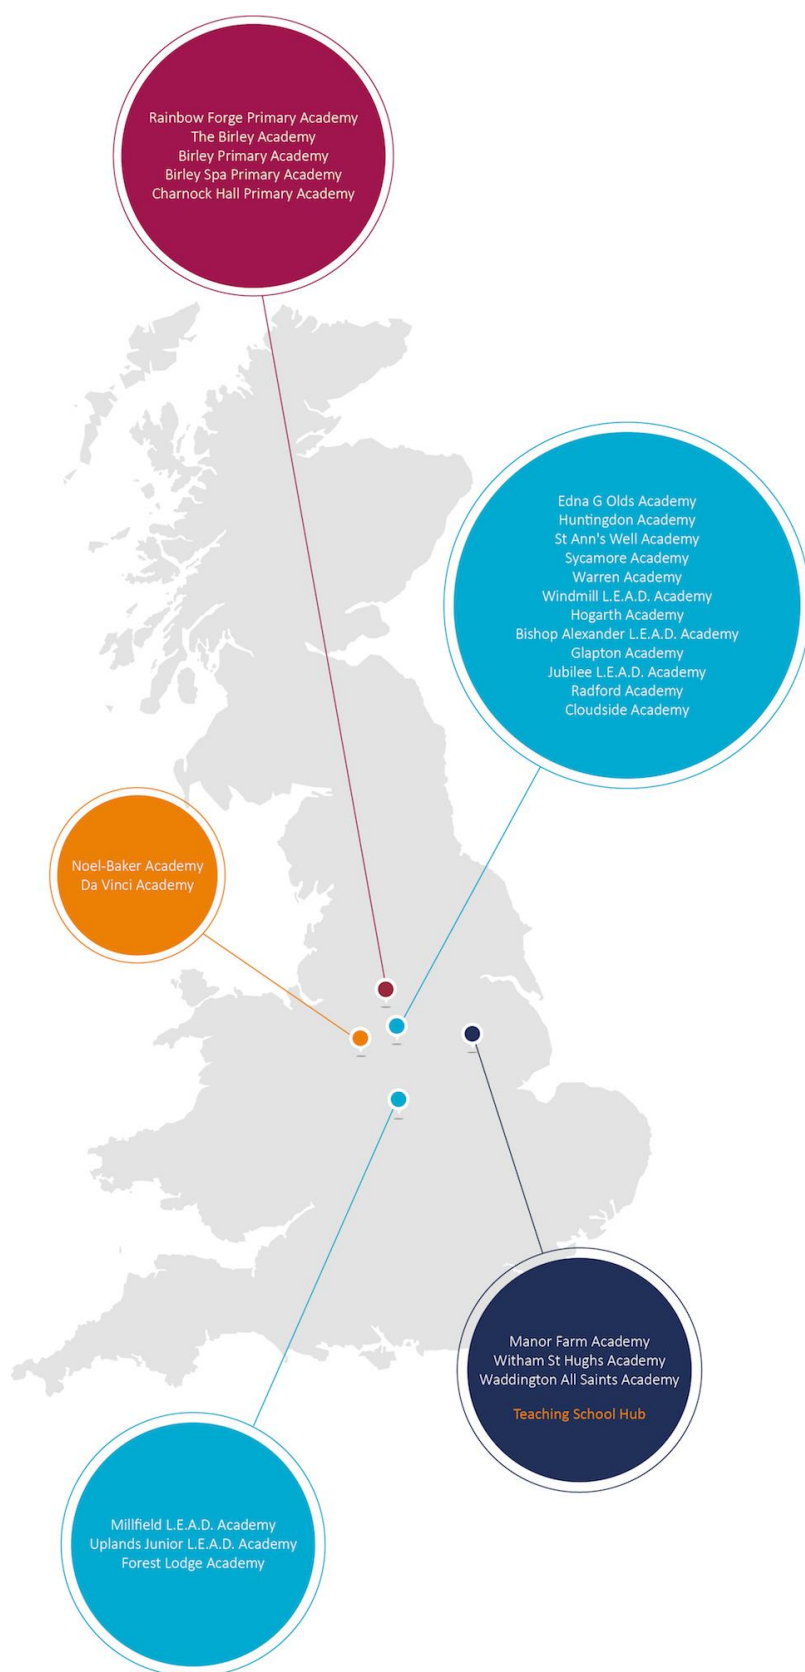 Rainbow Forge Primary Academy
The Birley Academy
Birley Primary Academy
Birley Spa Primary Academy
Charnock Hall Primary Academy
Edna G Olds Academy
Huntingdon Academy
St Ann's Well Academy
Sycamore Academy
Warren Academy
Windmill L.E.A.D. Academy
Hogarth Academy
Bishop Alexander L.E.A.D. Academy
Glapton Academy
Jubilee L.E.A.D. Academy
Radford Academy
Cloudside Academy
Noel-Baker Academy
Da Vinci Academy
Manor Farm Academy
Witham St Hughs Academy
Waddington All Saints Academy
Teaching School Hub
Millfield L.E.A.D. Academy
Uplands Junior L.E.A.D. Academy
Forest Lodge Academy